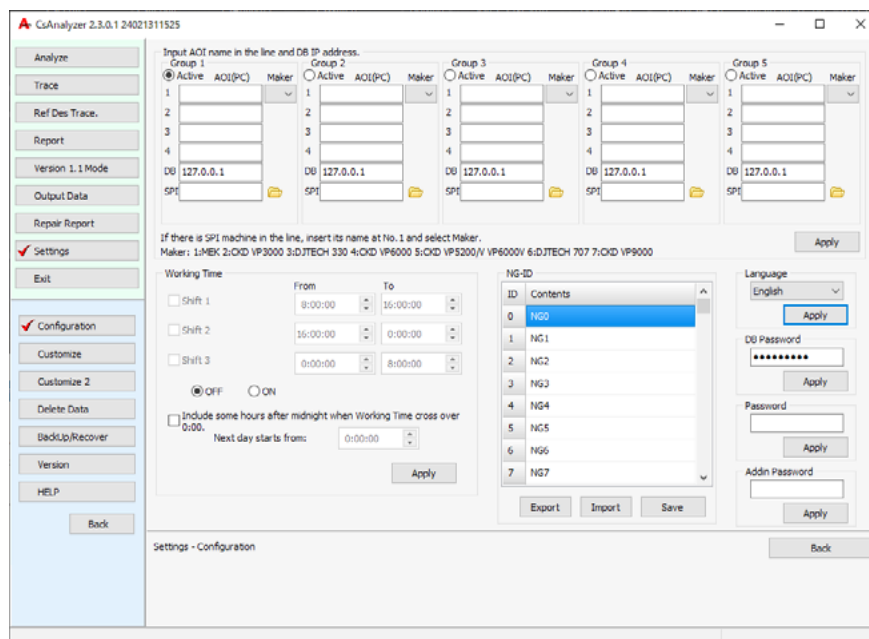 CsAnalyzer 2.3.0.1 24021311525
Analyze
Trace
Ref Des Trace.
Report
Version 1.1 Mode
Output Data
Repair Report
Settings
Exit
Configuration
Customize
Customize 2
Delete Data
BackUp/Recover
Version
HELP
Back
Input AOI name in the line and DB IP address.
Group 1 Group 2 Group 3 Group 4 Group 5
Active AOI(PC) Maker Active AOI(PC) Maker Active AOI(PC) Maker Active AOI(PC) Maker Active AOI(PC) Maker
1 1 1 1 1
2 2 2 2 2
3 3 3 3 3
4 4 4 4 4
DB 127.0.0.1 DB 127.0.0.1 DB 127.0.0.1 DB 127.0.0.1 DB 127.0.0.1
SPI SPI SPI SPI SPI
If there is SPI machine in the line, insert its name at No.1 and select Maker.
Maker: 1:MEK 2:CKD VP3000 3:DJTECH 330 4:CKD VP6000 5:CKD VP5200/V VP6000V 6:DJTECH 707 7:CKD VP9000
Apply
Working Time
From To
Shift 1 8:00:00 16:00:00
Shift 2 16:00:00 0:00:00
Shift 3 0:00:00 8:00:00
OFF ON
Include some hours after midnight when Working Time cross over
0:00.
Next day starts from: 0:00:00
Apply
NG-ID
ID Contents
0 NG0
1 NG1
2 NG2
3 NG3
4 NG4
5 NG5
6 NG6
7 NG7
Export Import Save
Language
English
Apply
DB Password
●●●●●●●●●
Apply
Password
Apply
Addin Password
Apply
Settings - Configuration
Back